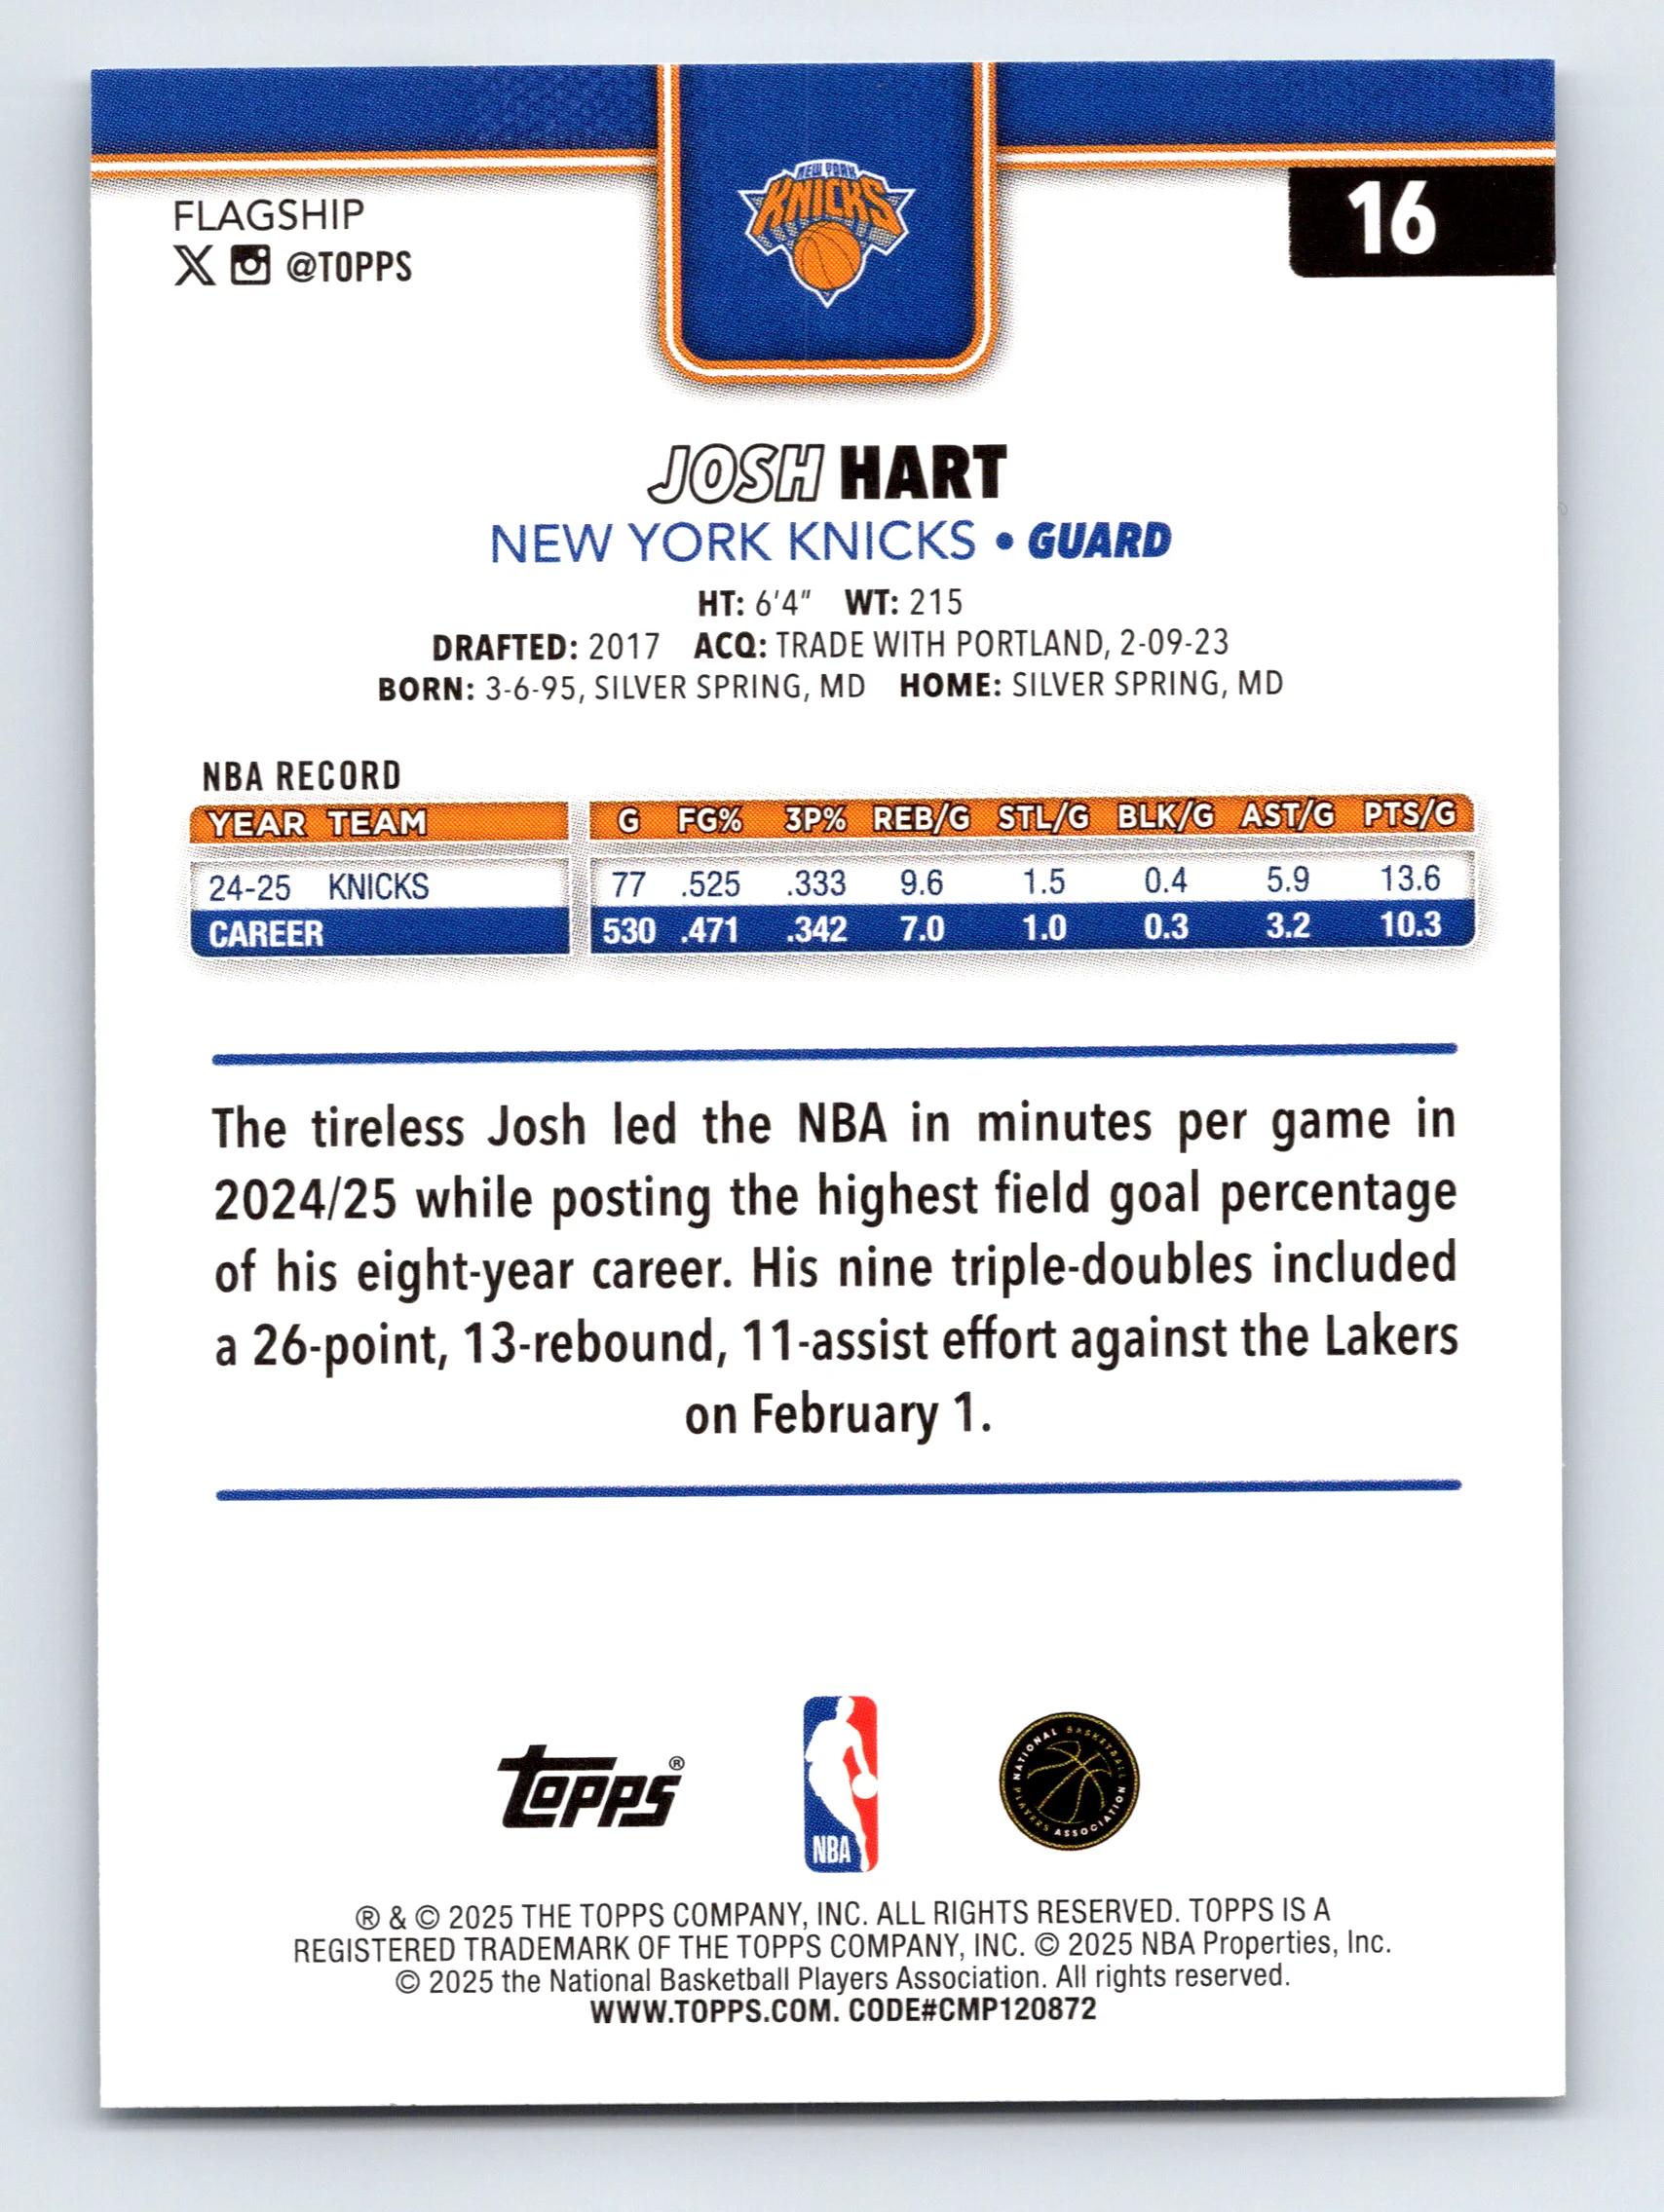 NEW YORK
KNICKS
FLAGSHIP
16
@TOPPS
JOSH HART
NEW YORK KNICKS • GUARD
HT: 6'4" WT: 215
DRAFTED: 2017 ACQ: TRADE WITH PORTLAND, 2-09-23
BORN: 3-6-95, SILVER SPRING, MD HOME: SILVER SPRING, MD
NBA RECORD
YEAR TEAM G FG% 3P% REB/G STL/G BLK/G AST/G PTS/G
24-25 KNICKS 77 .525 .333 9.6 1.5 0.4 5.9 13.6
CAREER 530 .471 .342 7.0 1.0 0.3 3.2 10.3
The tireless Josh led the NBA in minutes per game in
2024/25 while posting the highest field goal percentage
of his eight-year career. His nine triple-doubles included
a 26-point, 13-rebound, 11-assist effort against the Lakers
on February 1.
Topps®
NBA
NATIONAL BASKETBALL PLAYERS ASSOCIATION
® & © 2025 THE TOPPS COMPANY, INC. ALL RIGHTS RESERVED. TOPPS IS A
REGISTERED TRADEMARK OF THE TOPPS COMPANY, INC. © 2025 NBA Properties, Inc.
© 2025 the National Basketball Players Association. All rights reserved.
WWW.TOPPS.COM. CODE#CMP120872